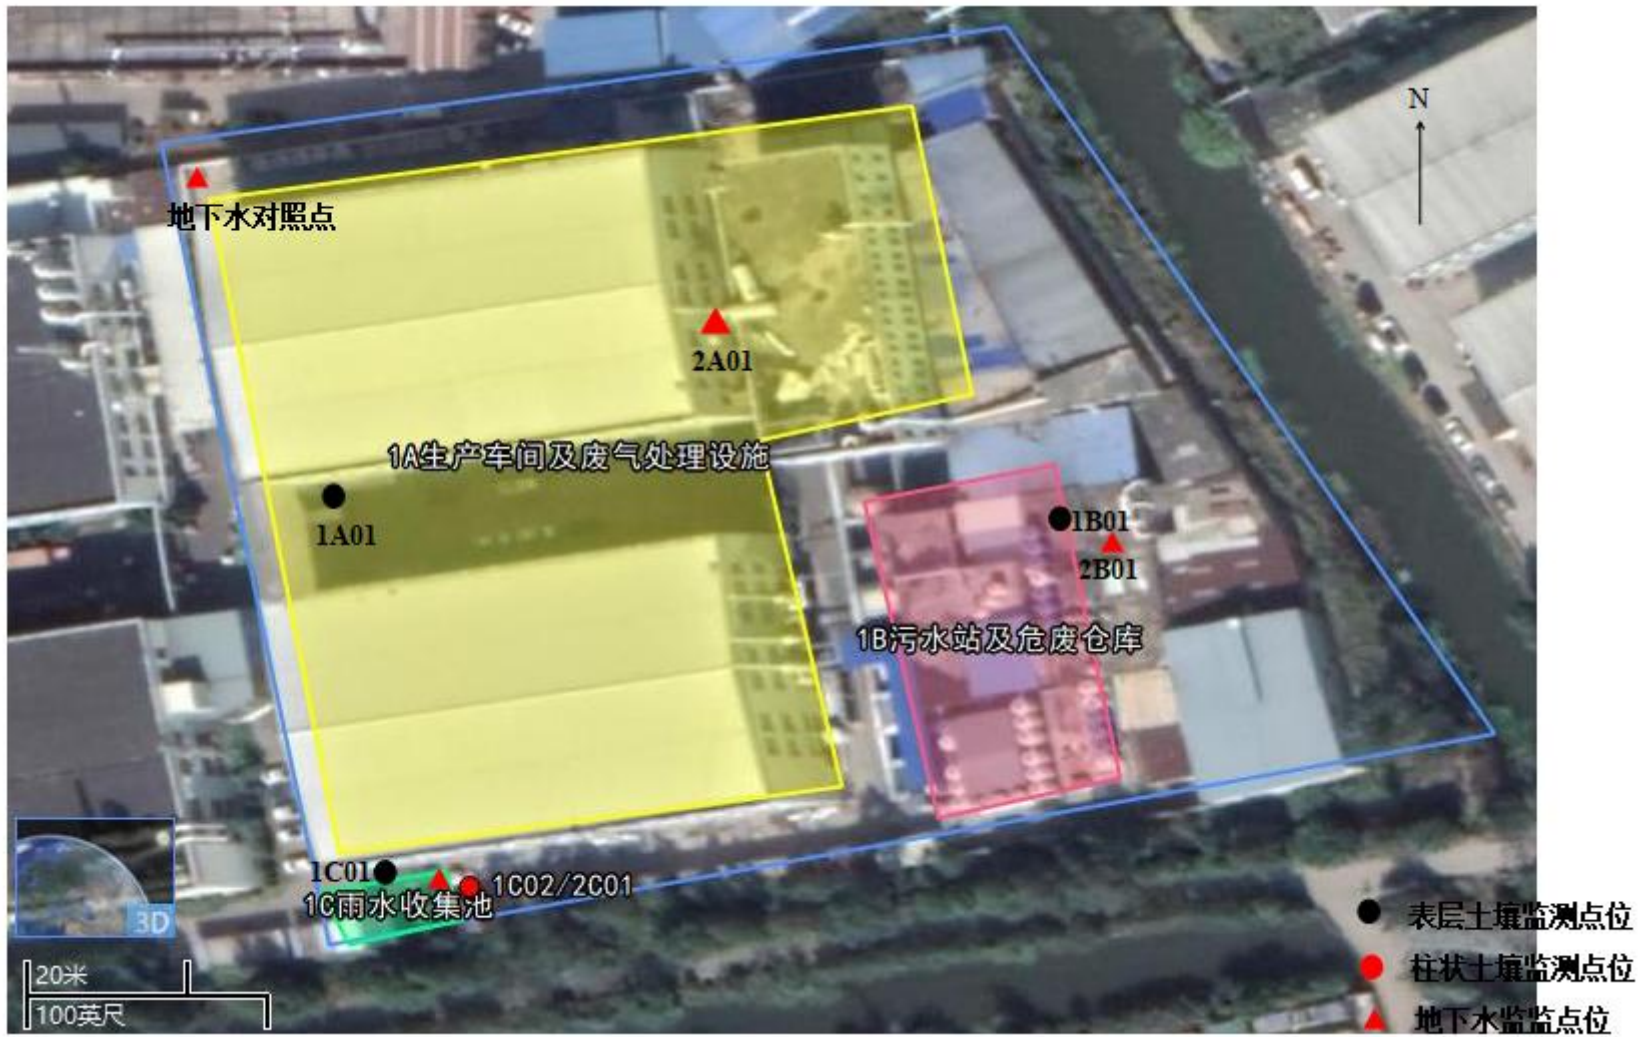 N
地下水对照点
2A01
1A生产车间及废气处理设施
1A01
1B01
2B01
1B污水站及危废仓库
1C01
1C02/2C01
1C雨水收集池
3D
20米
100英尺
表层土壤监测点位
柱状土壤监测点位
地下水监监点位